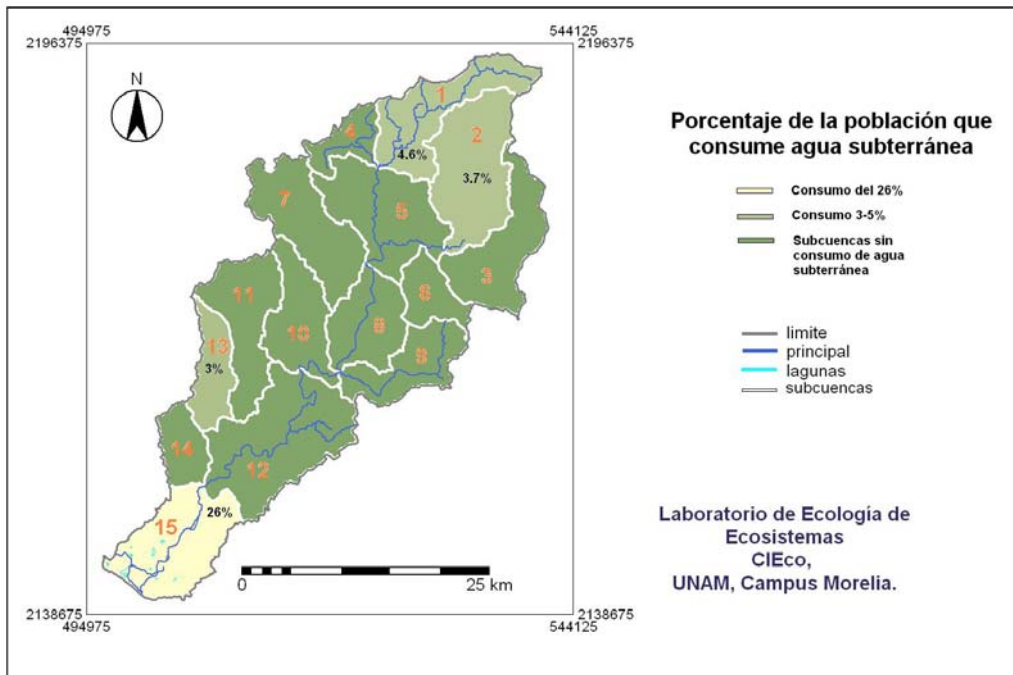 494975
544125
2196375
2196375
N
1
2
4
4.6%
3.7%
7
5
3
6
11
10
8
9
13
3%
14
12
26%
15
0
25 km
2138675
2138675
494975
544125
Porcentaje de la población que
consume agua subterránea
Consumo del 26%
Consumo 3-5%
Subcuencas sin
consumo de agua
subterránea
limite
principal
lagunas
subcuencas
Laboratorio de Ecología de
Ecosistemas
CIEco,
UNAM, Campus Morelia.